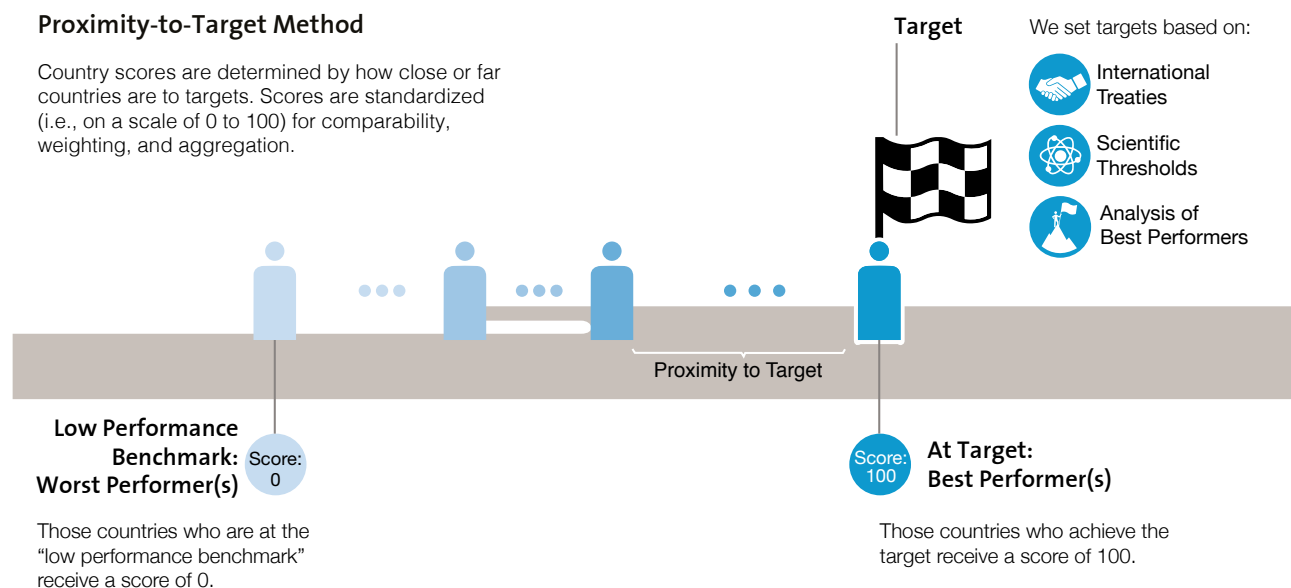 Proximity-to-Target Method
Country scores are determined by how close or far
countries are to targets. Scores are standardized
(i.e., on a scale of 0 to 100) for comparability,
weighting, and aggregation.
Target
We set targets based on:
International
Treaties
Scientific
Thresholds
Analysis of
Best Performers
Proximity to Target
Low Performance
Benchmark:
Worst Performer(s)
Score:
0
Those countries who are at the
“low performance benchmark”
receive a score of 0.
Score:
100
At Target:
Best Performer(s)
Those countries who achieve the
target receive a score of 100.